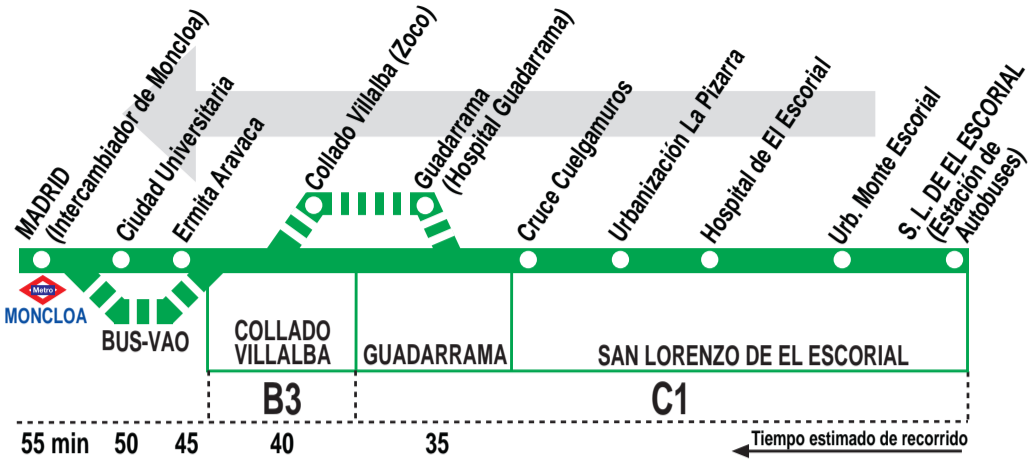 MADRID
(Intercambiador de Moncloa)
Ciudad Universitaria
Ermita Aravaca
Collado Villalba (Zoco)
Guadarrama
(Hospital Guadarrama)
Cruce Cuelgamuros
Urbanización La Pizarra
Hospital de El Escorial
Urb. Monte Escorial
S. L. DE EL ESCORIAL
(Estación de
Autobuses)
Metro
MONCLOA
BUS-VAO
COLLADO
VILLALBA
GUADARRAMA
SAN LORENZO DE EL ESCORIAL
B3
C1
55 min
50
45
40
35
Tiempo estimado de recorrido